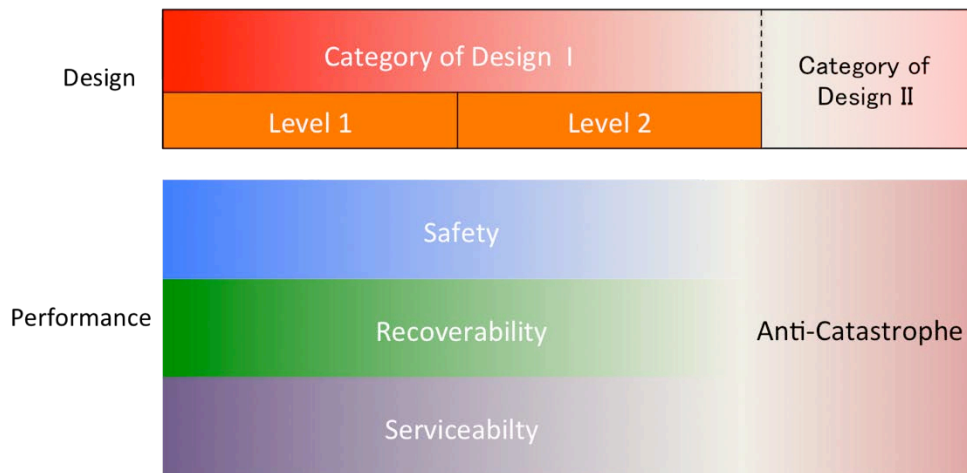 Design
Category of Design I
Level 1
Level 2
Category of
Design II
Performance
Safety
Recoverability
Serviceabilty
Anti-Catastrophe